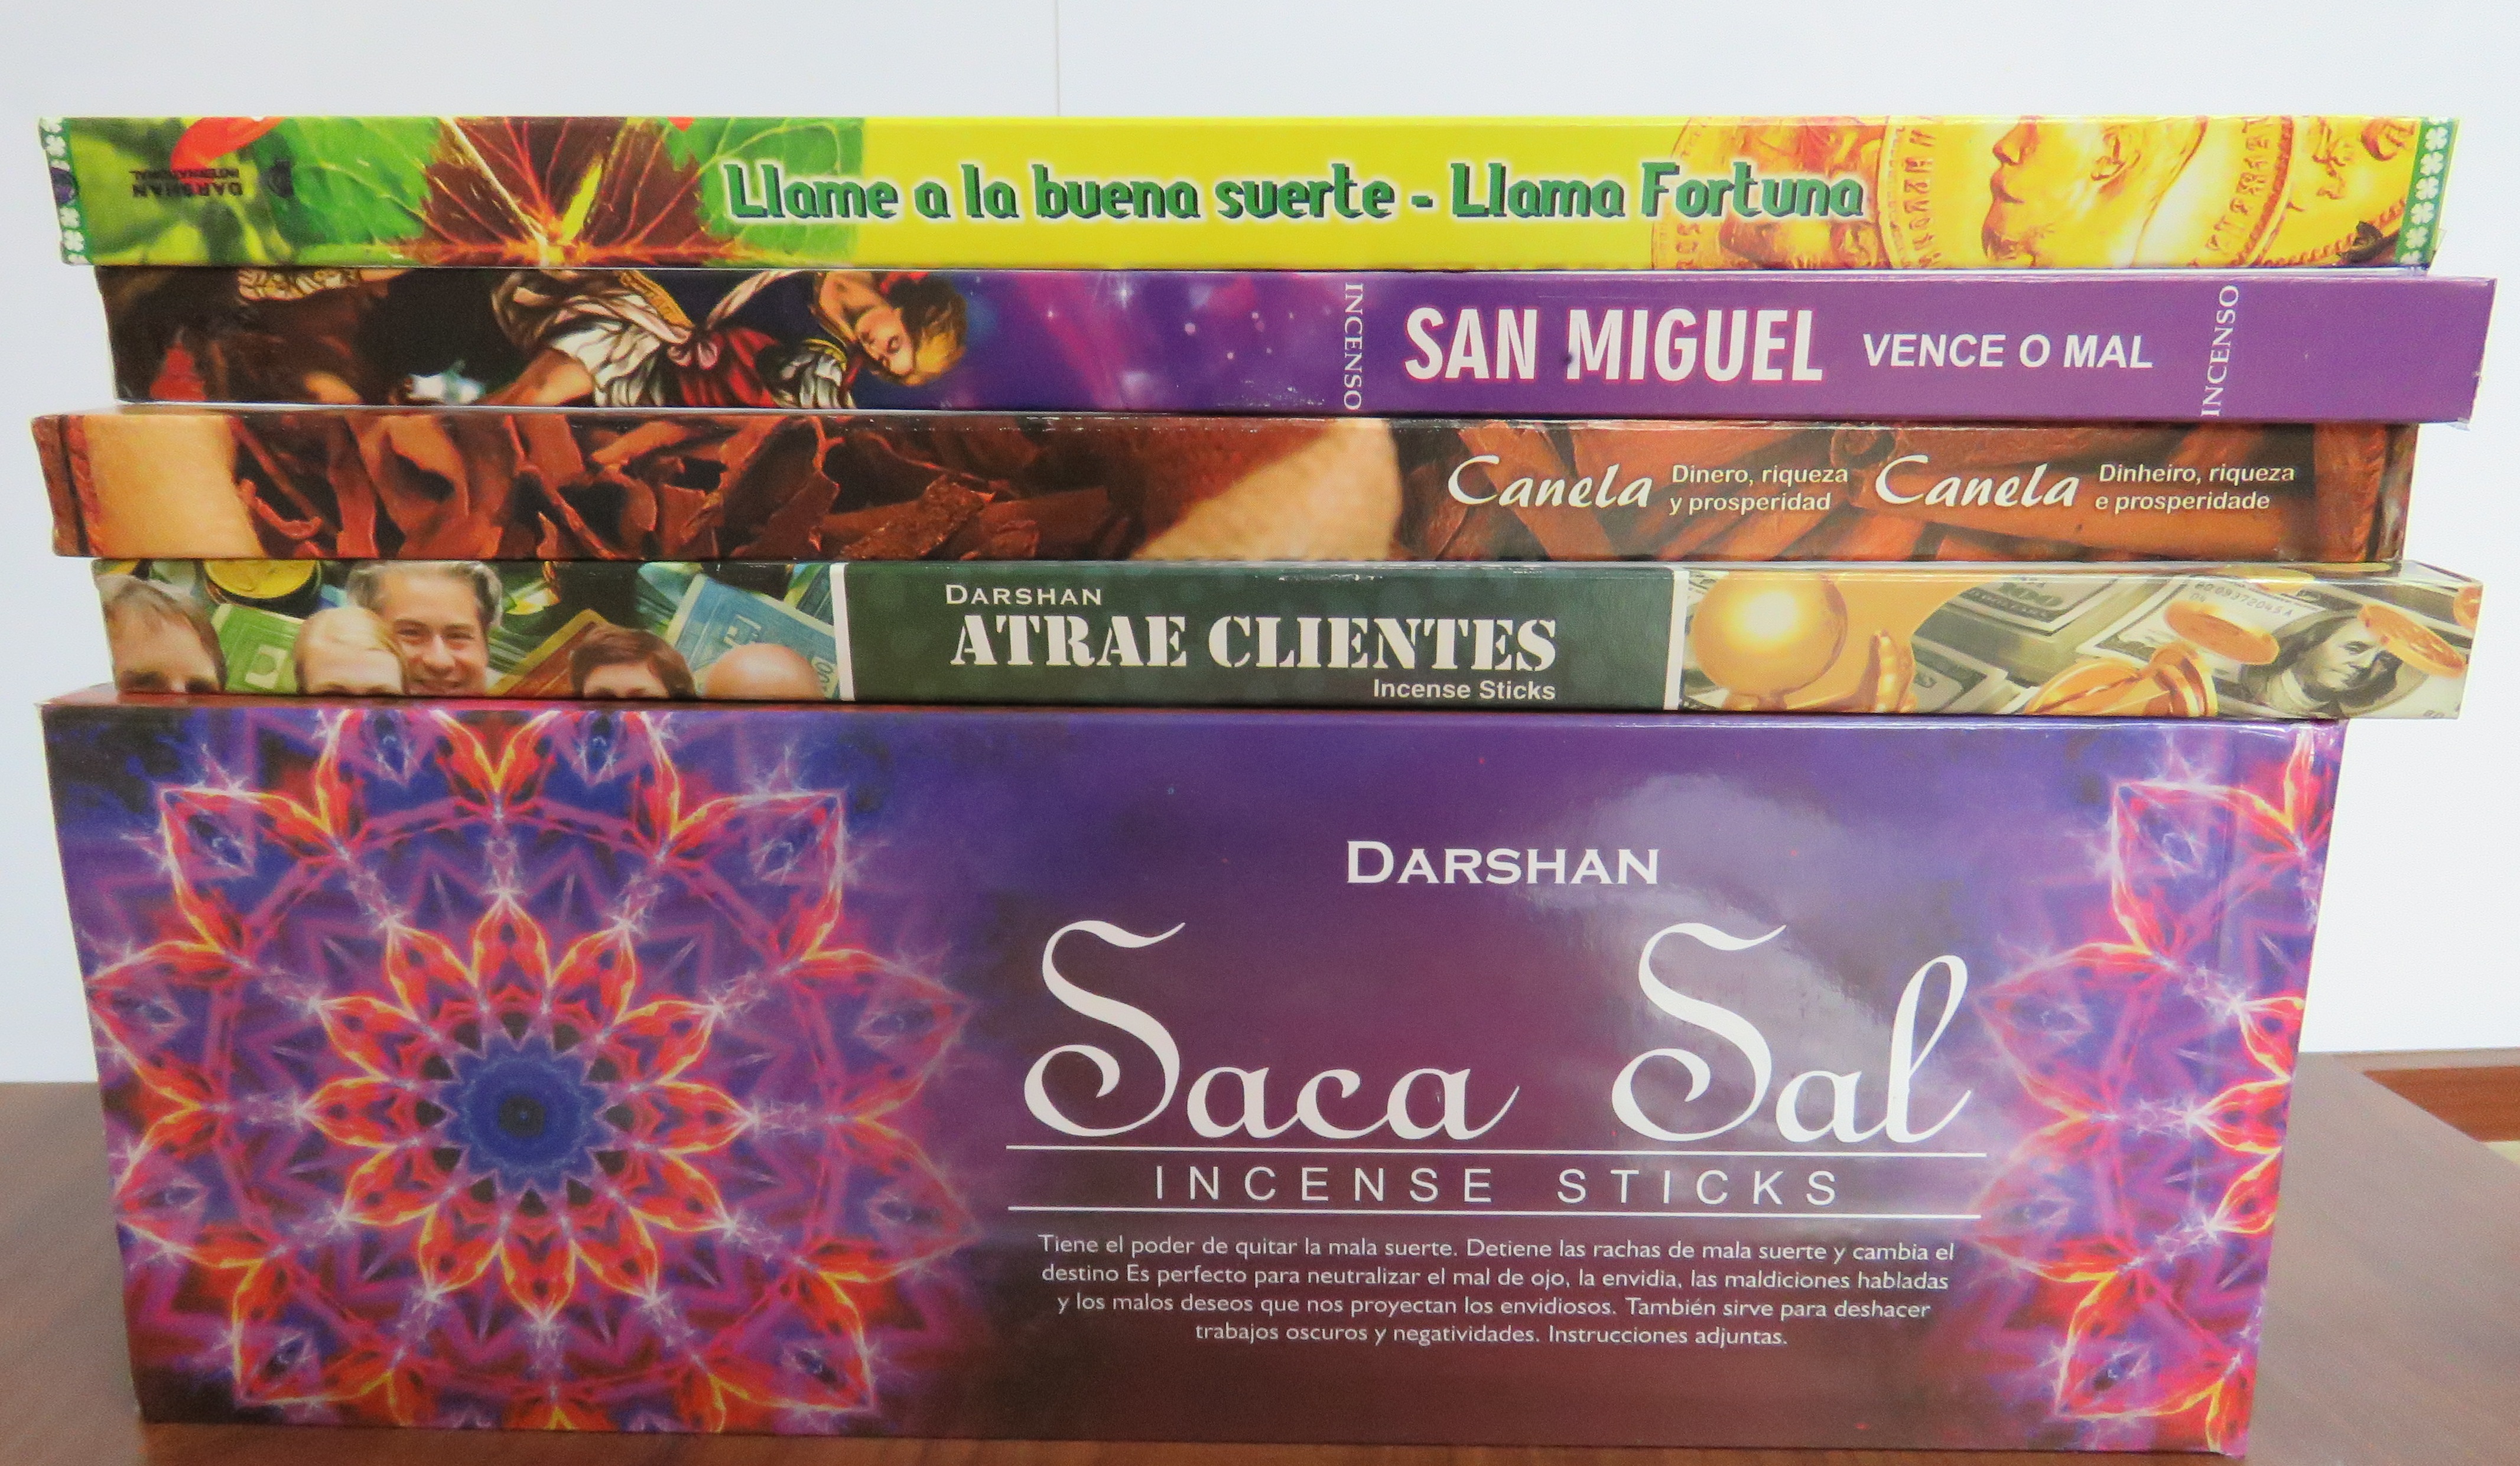 DARSHAN
INTERNATIONAL
Llame a la buena suerte - Llama Fortuna
INCENSO
SAN MIGUEL VENCE O MAL
INCENSO
Canela Dinero, riqueza
y prosperidad
Canela Dinheiro, riqueza
e prosperidade
DARSHAN
ATRAE CLIENTES
Incense Sticks
DARSHAN
Saca Sal
INCENSE STICKS
Tiene el poder de quitar la mala suerte. Detiene las rachas de mala suerte y cambia el
destino Es perfecto para neutralizar el mal de ojo, la envidia, las maldiciones habladas
y los malos deseos que nos proyectan los envidiosos. También sirve para deshacer
trabajos oscuros y negatividades. Instrucciones adjuntas.